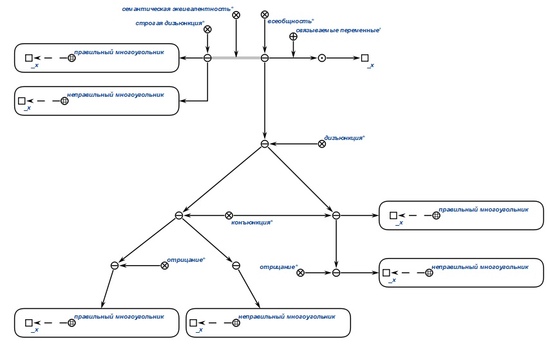 семантическая эквивалентность*
строгая дизъюнкция*
всеобщность*
связываемые переменные'
правильный многоугольник
_x
_x
неправильный многоугольник
_x
дизъюнкция*
конъюнкция*
правильный многоугольник
_x
отрицание*
отрицание*
неправильный многоугольник
_x
правильный многоугольник
_x
неправильный многоугольник
_x